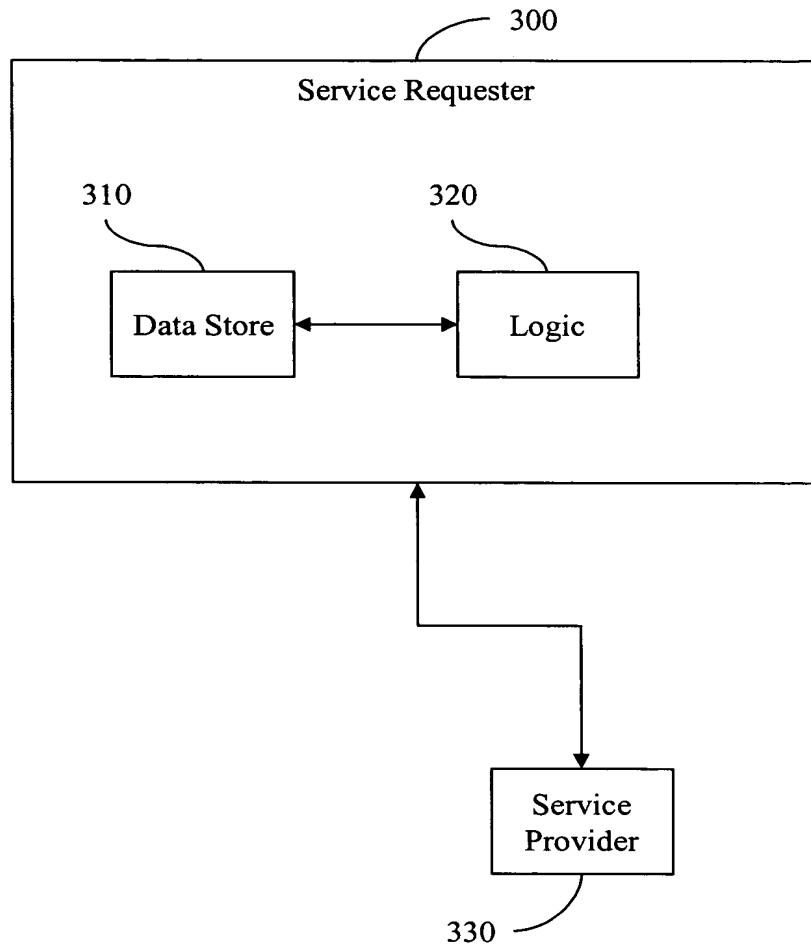 300
Service Requester
310
320
Data Store
Logic
Service
Provider
330